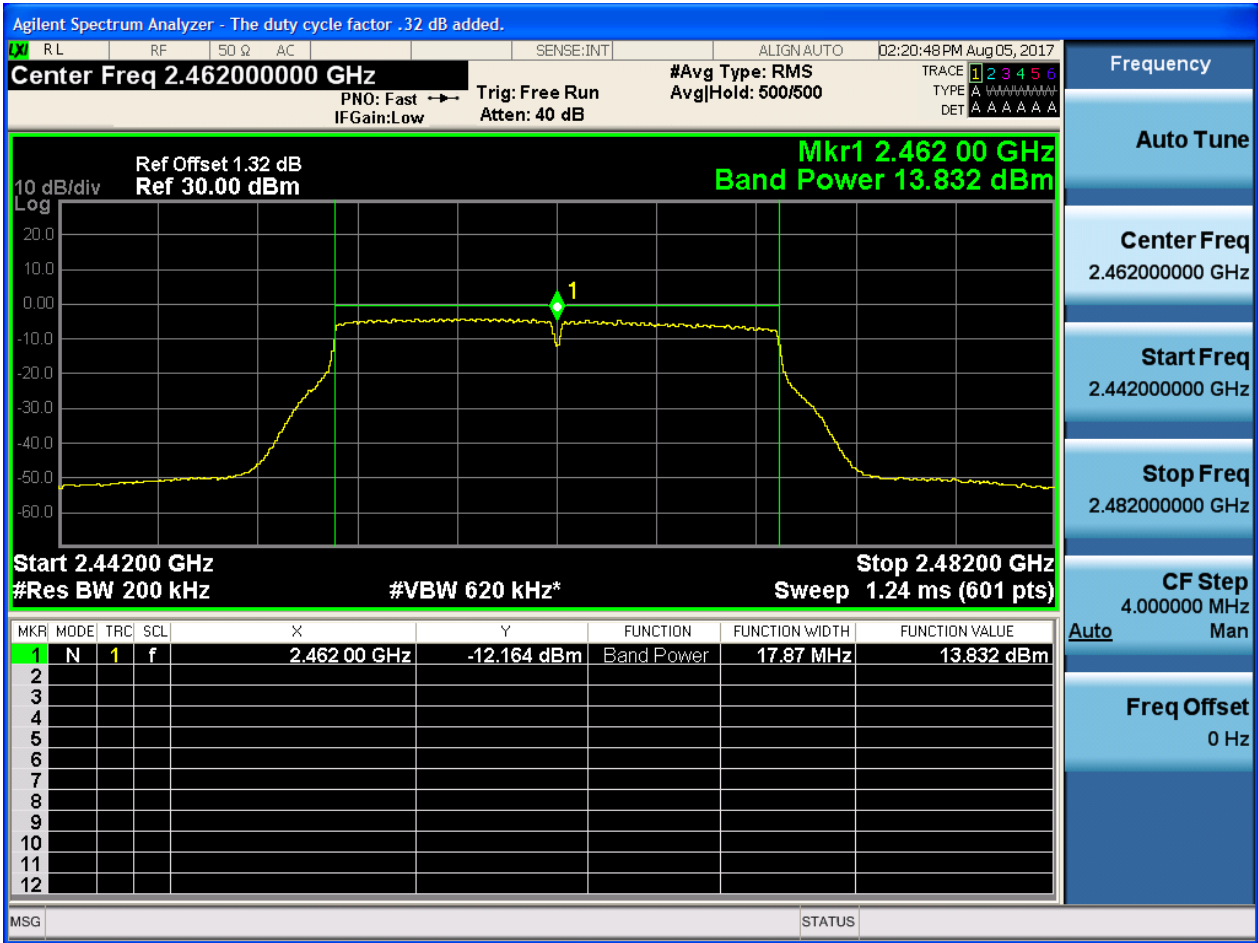 Agilent Spectrum Analyzer - The duty cycle factor .32 dB added.
LXI RL RF 50 Ω AC SENSE:INT ALIGN AUTO 02:20:48 PM Aug 05, 2017
Center Freq 2.462000000 GHz
PNO: Fast
IFGain:Low
Trig: Free Run
Atten: 40 dB
#Avg Type: RMS
Avg|Hold: 500/500
TRACE 1 2 3 4 5 6
TYPE A WWWWW
DET A A A A A A
Mkr1 2.462 00 GHz
Band Power 13.832 dBm
Ref Offset 1.32 dB
10 dB/div Ref 30.00 dBm
Log
20.0
10.0
0.00
-10.0
-20.0
-30.0
-40.0
-50.0
-60.0
1
Start 2.44200 GHz Stop 2.48200 GHz
#Res BW 200 kHz #VBW 620 kHz* Sweep 1.24 ms (601 pts)
MKR MODE TRC SCL X Y FUNCTION FUNCTION WIDTH FUNCTION VALUE
1 N 1 f 2.462 00 GHz -12.164 dBm Band Power 17.87 MHz 13.832 dBm
2
3
4
5
6
7
8
9
10
11
12
MSG STATUS
Frequency
Auto Tune
Center Freq
2.462000000 GHz
Start Freq
2.442000000 GHz
Stop Freq
2.482000000 GHz
CF Step
4.000000 MHz
Auto Man
Freq Offset
0 Hz